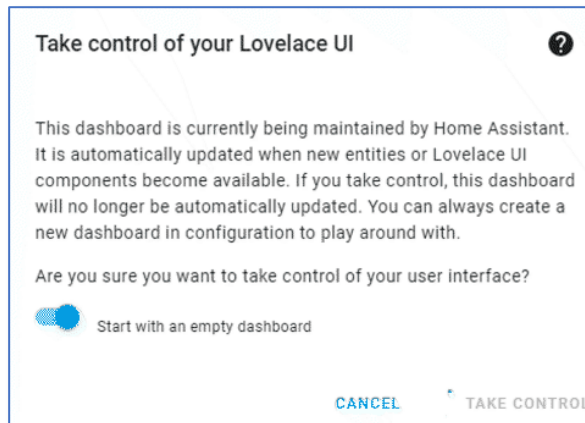 Take control of your Lovelace UI
?
This dashboard is currently being maintained by Home Assistant.
It is automatically updated when new entities or Lovelace UI
components become available. If you take control, this dashboard
will no longer be automatically updated. You can always create a
new dashboard in configuration to play around with.
Are you sure you want to take control of your user interface?
Start with an empty dashboard
CANCEL TAKE CONTROL